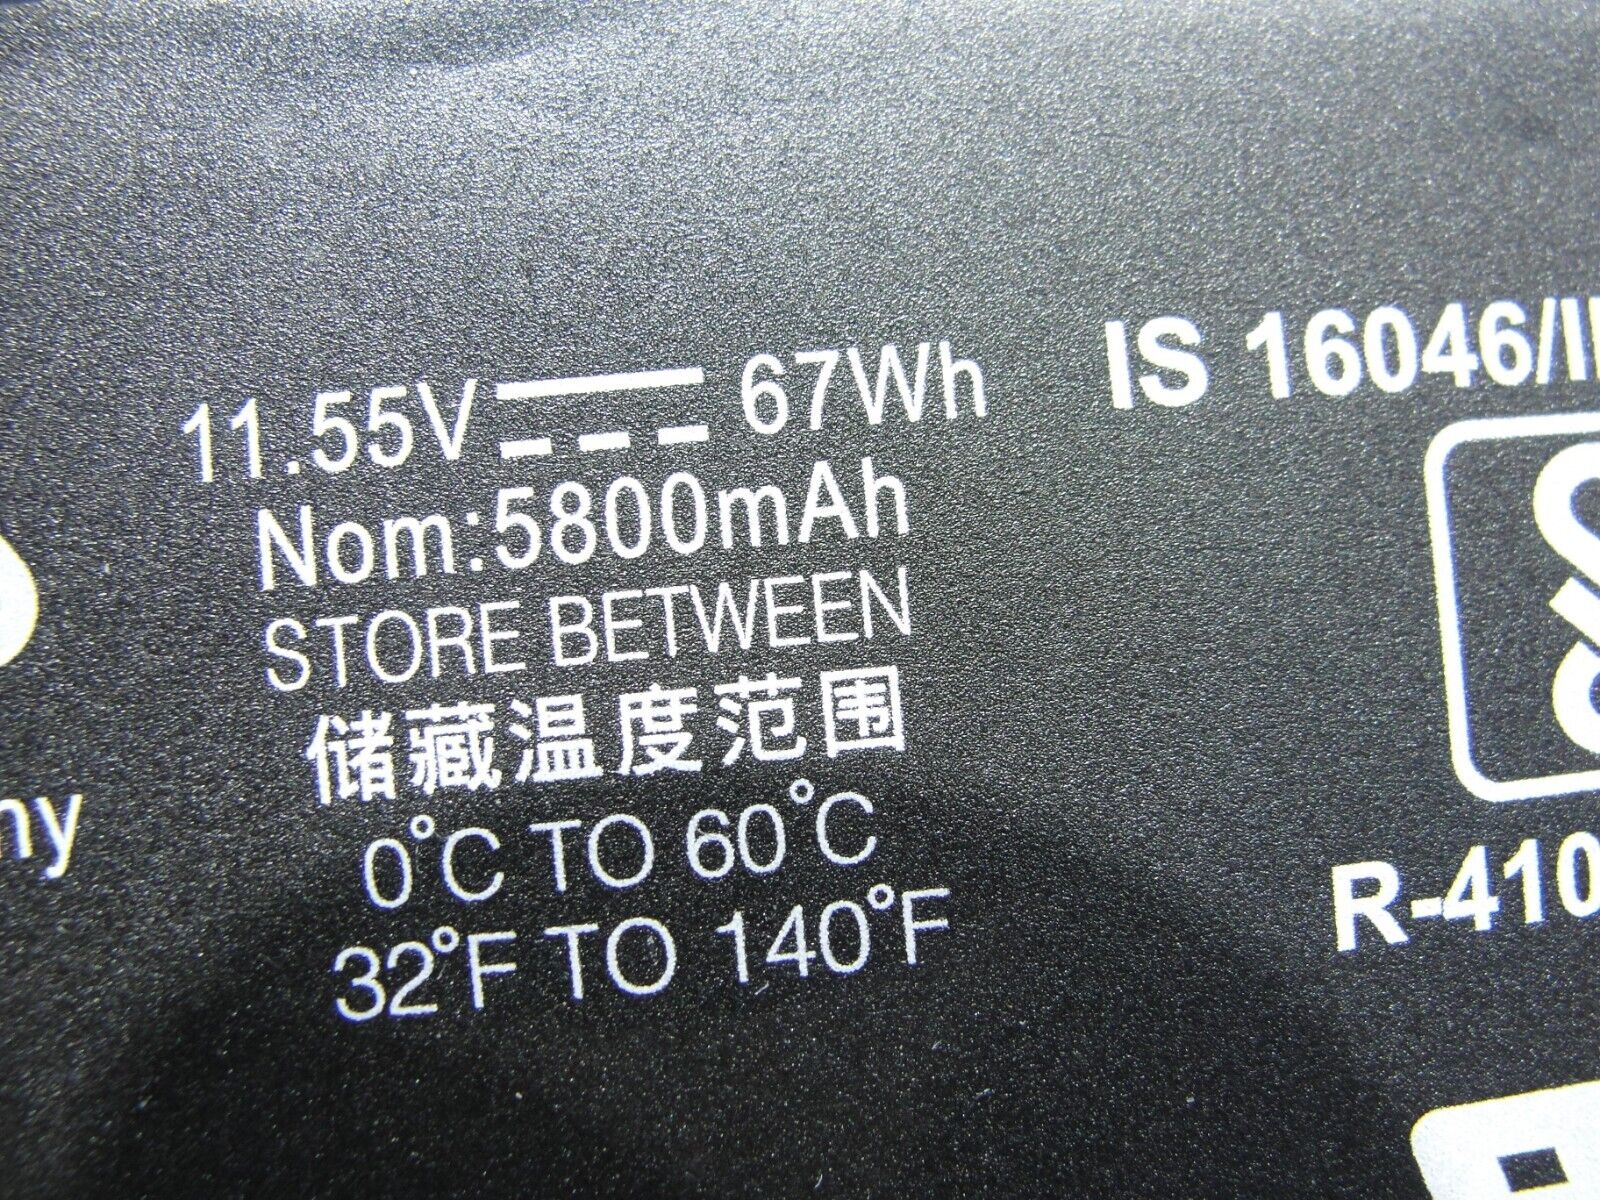 11.55V⎓67Wh
Nom:5800mAh
STORE BETWEEN
储藏温度范围
0°C TO 60°C
32°F TO 140°F
IS 16046/I
R-410
ny